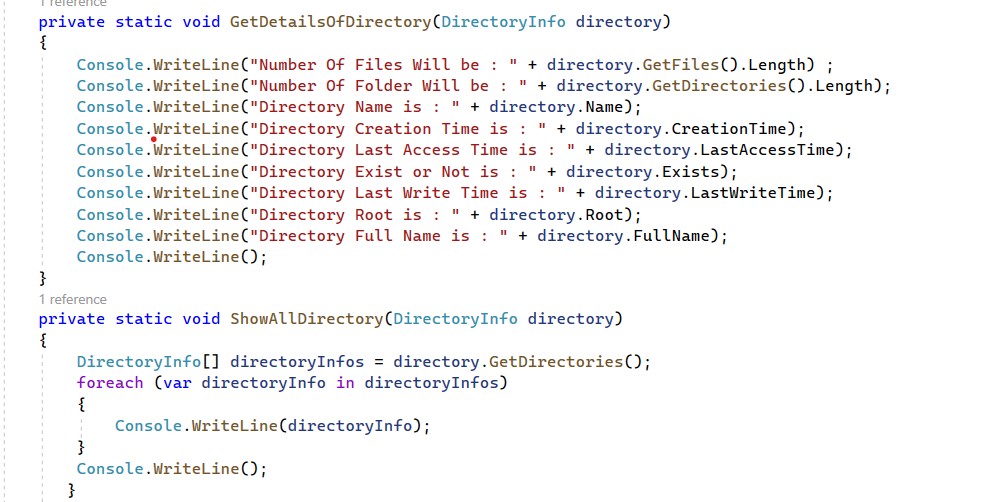 1 reference
private static void GetDetailsOfDirectory(DirectoryInfo directory)
{
Console.WriteLine("Number Of Files Will be : " + directory.GetFiles().Length) ;
Console.WriteLine("Number Of Folder Will be : " + directory.GetDirectories().Length);
Console.WriteLine("Directory Name is : " + directory.Name);
Console.WriteLine("Directory Creation Time is : " + directory.CreationTime);
Console.WriteLine("Directory Last Access Time is : " + directory.LastAccessTime);
Console.WriteLine("Directory Exist or Not is : " + directory.Exists);
Console.WriteLine("Directory Last Write Time is : " + directory.LastWriteTime);
Console.WriteLine("Directory Root is : " + directory.Root);
Console.WriteLine("Directory Full Name is : " + directory.FullName);
Console.WriteLine();
}
1 reference
private static void ShowAllDirectory(DirectoryInfo directory)
{
DirectoryInfo[] directoryInfos = directory.GetDirectories();
foreach (var directoryInfo in directoryInfos)
{
Console.WriteLine(directoryInfo);
}
Console.WriteLine();
}